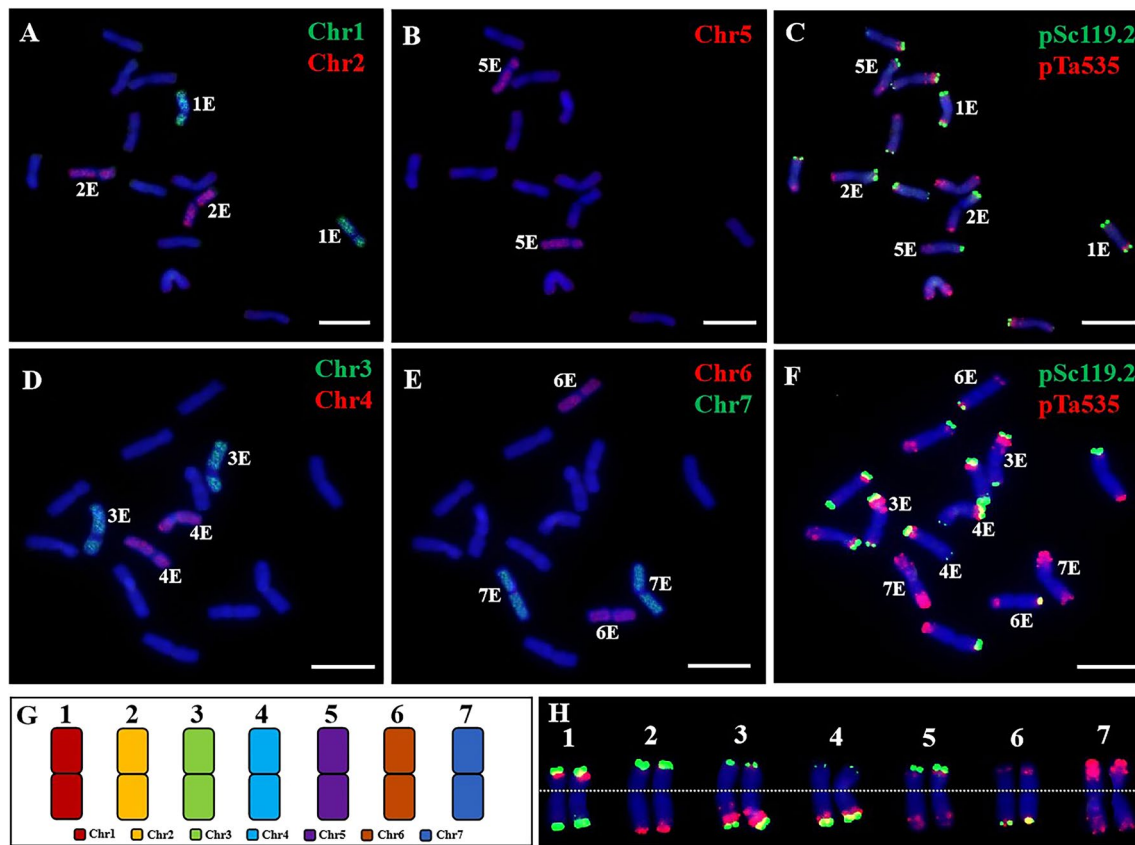 A
Chr1
Chr2
1E
2E
2E
1E
B
Chr5
5E
5E
C
pSc119.2
pTa535
5E
1E
2E
2E
5E
1E
D
Chr3
Chr4
3E
3E
4E
4E
E
Chr6
Chr7
6E
7E
7E
6E
F
pSc119.2
pTa535
6E
3E
3E
4E
4E
7E
7E
6E
G
1 2 3 4 5 6 7
Chr1 Chr2 Chr3 Chr4 Chr5 Chr6 Chr7
H
1 2 3 4 5 6 7